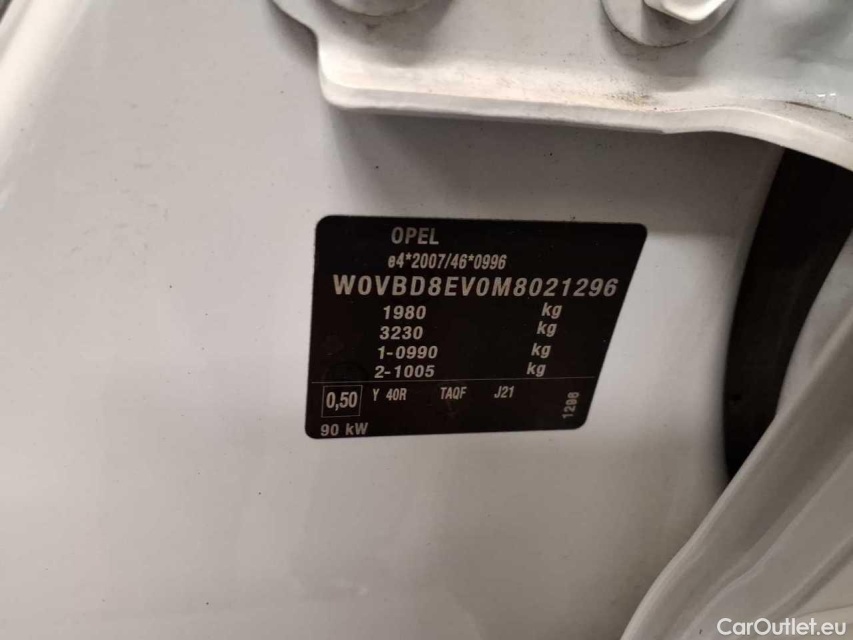 OPEL
e4*2007/46*0996
W0VBD8EV0M8021296
1980 kg
3230 kg
1-0990 kg
2-1005 kg
0,50 Y 40R TAQF J21
1296
90 kW
CarOutlet.eu